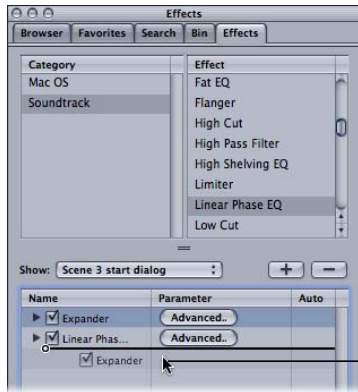 Effects
Browser Favorites Search Bin Effects
Category Effect
Mac OS Fat EQ
Soundtrack Flanger
High Cut
High Pass Filter
High Shelving EQ
Limiter
Linear Phase EQ
Low Cut
Show: Scene 3 start dialog + −
Name Parameter Auto
Expander Advanced..
Linear Phas... Advanced..
Expander